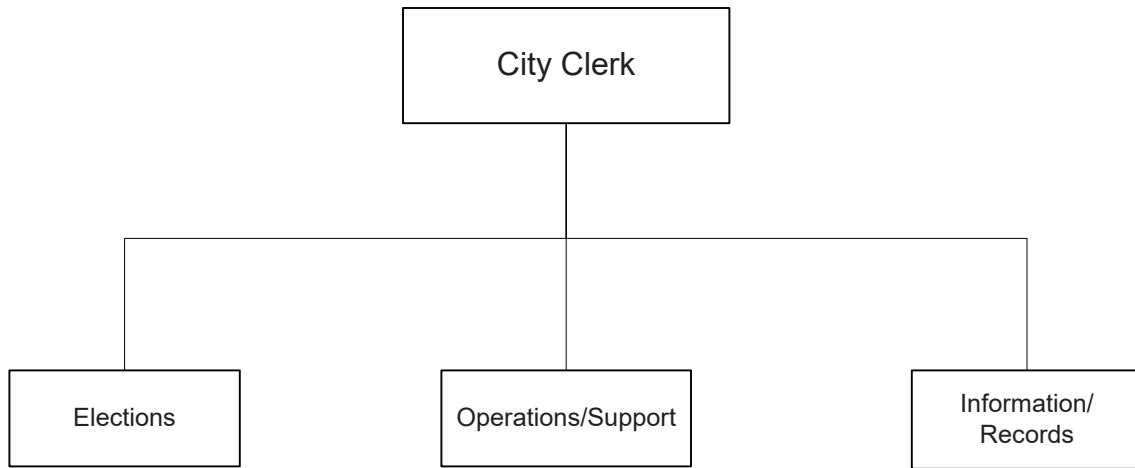 City Clerk
Elections
Operations/Support
Information/
Records